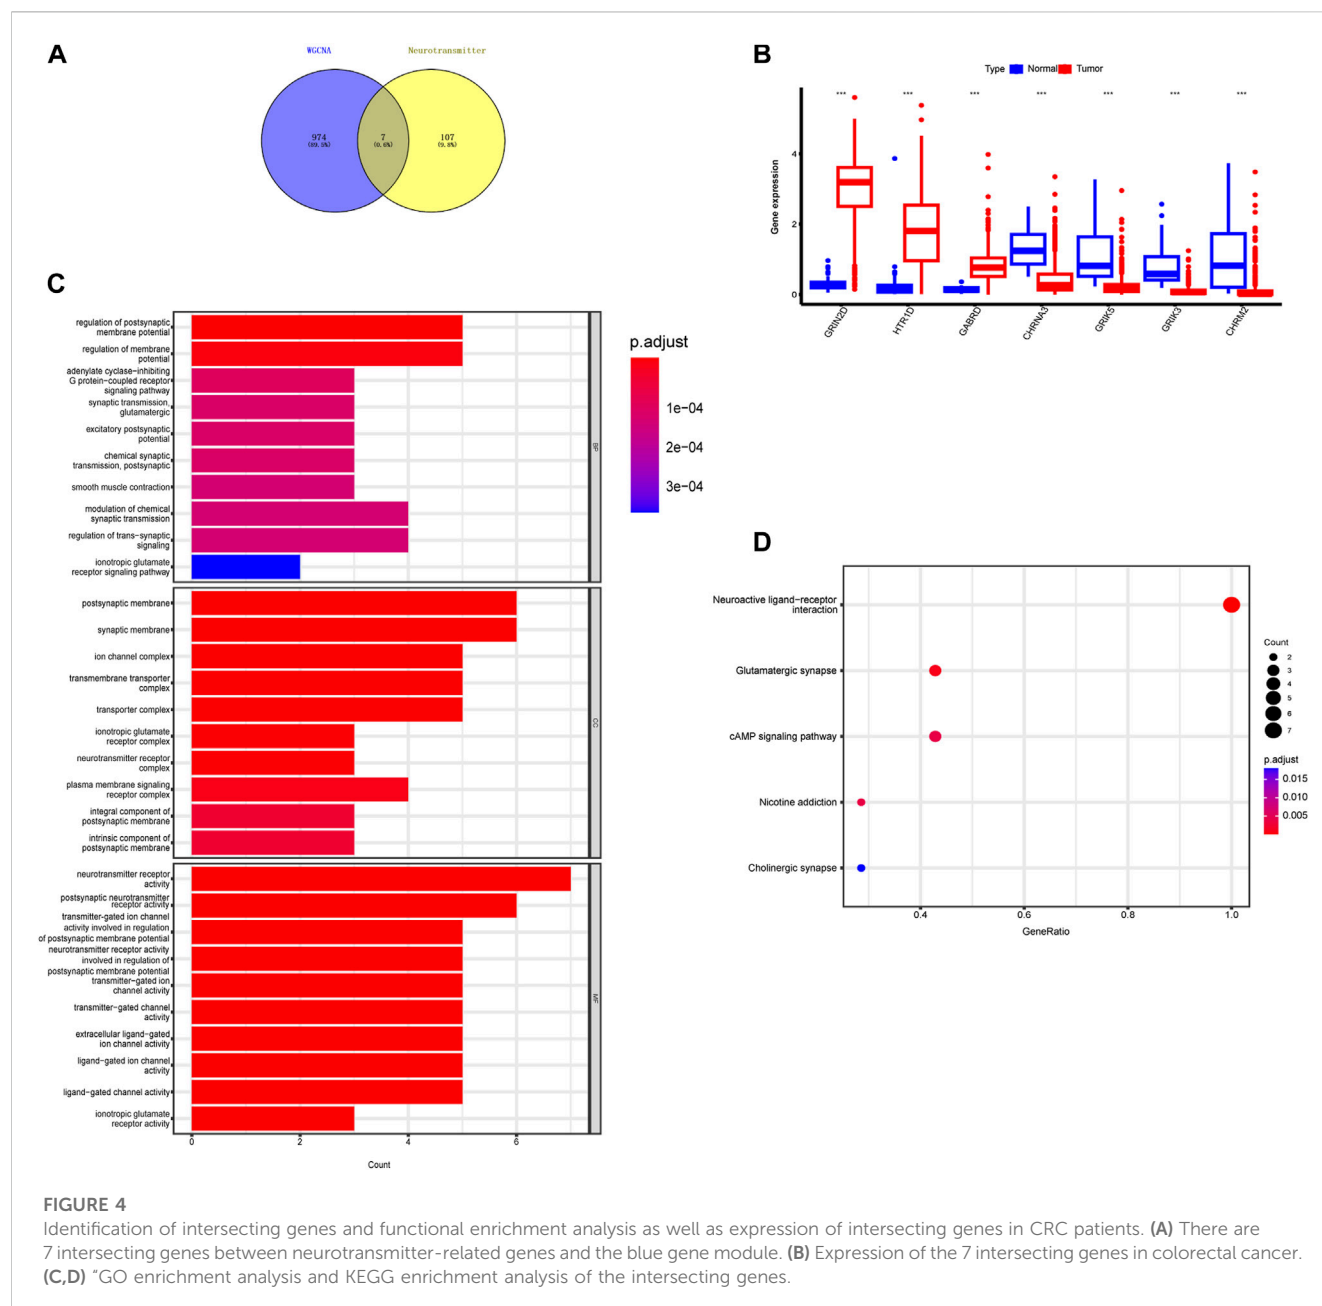 A
WGCNA
Neurotransmitter
974
(89.5%)
7
(0.6%)
107
(9.8%)
B
Type Normal Tumor
*** *** *** *** *** *** ***
Gene expression
4
2
0
GRIN2D
HTR1D
GABRD
CHRNA3
GRIK5
GRIK3
CHRM2
C
regulation of postsynaptic
membrane potential
regulation of membrane
potential
adenylate cyclase−inhibiting
G protein−coupled receptor
signaling pathway
synaptic transmission,
glutamatergic
excitatory postsynaptic
potential
chemical synaptic
transmission, postsynaptic
smooth muscle contraction
modulation of chemical
synaptic transmission
regulation of trans−synaptic
signaling
ionotropic glutamate
receptor signaling pathway
BP
postsynaptic membrane
synaptic membrane
ion channel complex
transmembrane transporter
complex
transporter complex
ionotropic glutamate
receptor complex
neurotransmitter receptor
complex
plasma membrane signaling
receptor complex
integral component of
postsynaptic membrane
intrinsic component of
postsynaptic membrane
CC
neurotransmitter receptor
activity
postsynaptic neurotransmitter
receptor activity
transmitter−gated ion channel
activity involved in regulation
of postsynaptic membrane potential
neurotransmitter receptor activity
involved in regulation of
postsynaptic membrane potential
transmitter−gated ion
channel activity
transmitter−gated channel
activity
extracellular ligand−gated
ion channel activity
ligand−gated ion channel
activity
ligand−gated channel activity
ionotropic glutamate
receptor activity
MF
0 2 4 6
Count
p.adjust
1e−04
2e−04
3e−04
D
Neuroactive ligand−receptor
interaction
Glutamatergic synapse
cAMP signaling pathway
Nicotine addiction
Cholinergic synapse
0.4 0.6 0.8 1.0
GeneRatio
Count
2
3
4
5
6
7
p.adjust
0.015
0.010
0.005
FIGURE 4
Identification of intersecting genes and functional enrichment analysis as well as expression of intersecting genes in CRC patients. (A) There are
7 intersecting genes between neurotransmitter-related genes and the blue gene module. (B) Expression of the 7 intersecting genes in colorectal cancer.
(C,D) “GO enrichment analysis and KEGG enrichment analysis of the intersecting genes.